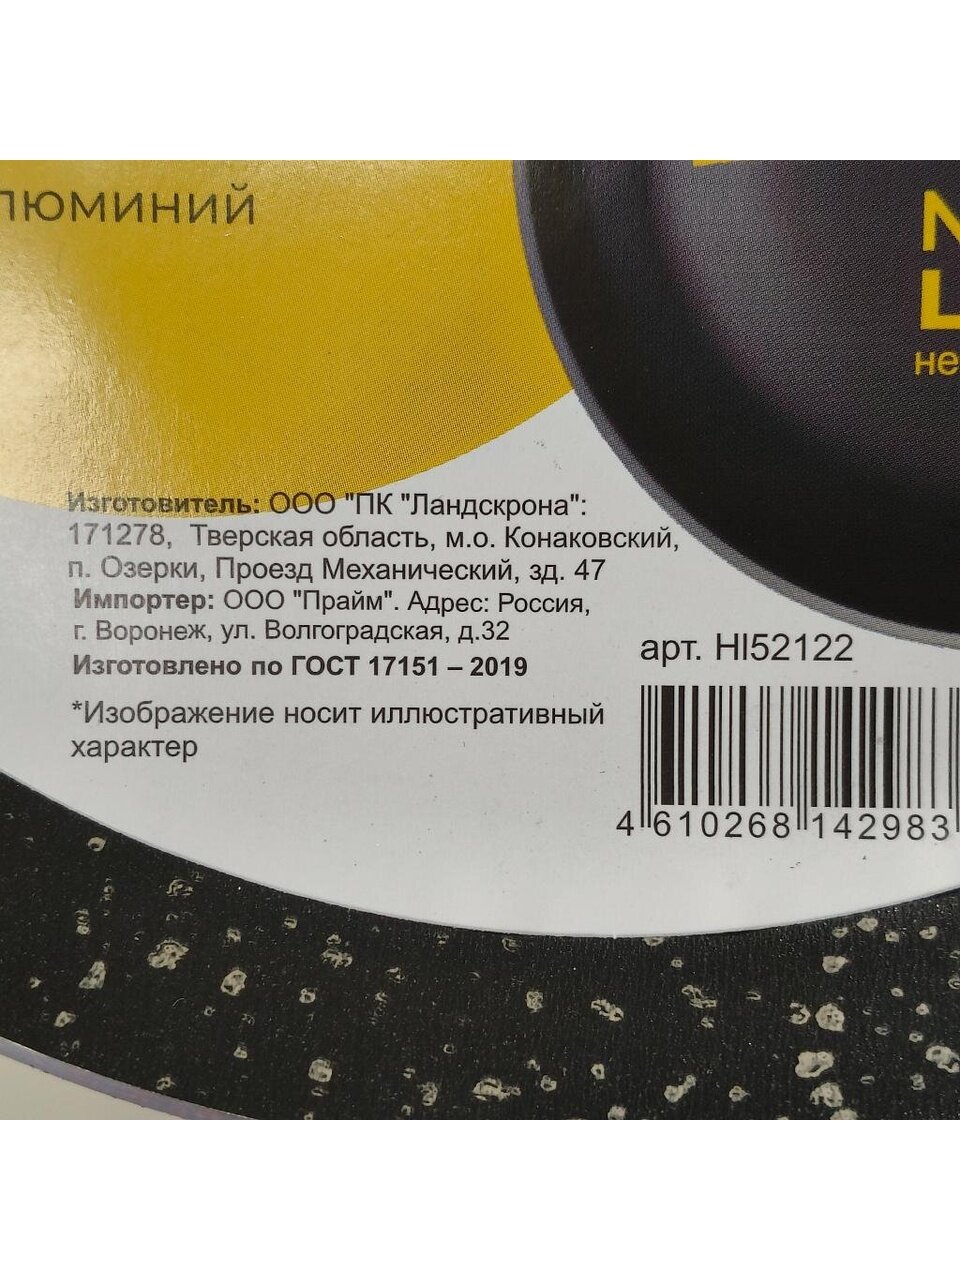 люминий
не
Изготовитель: ООО "ПК "Ландскрона":
171278, Тверская область, м.о. Конаковский,
п. Озерки, Проезд Механический, зд. 47
Импортер: ООО "Прайм". Адрес: Россия,
г. Воронеж, ул. Волгоградская, д.32
Изготовлено по ГОСТ 17151 – 2019
*Изображение носит иллюстративный
характер
арт. HI52122
4 610268 142983